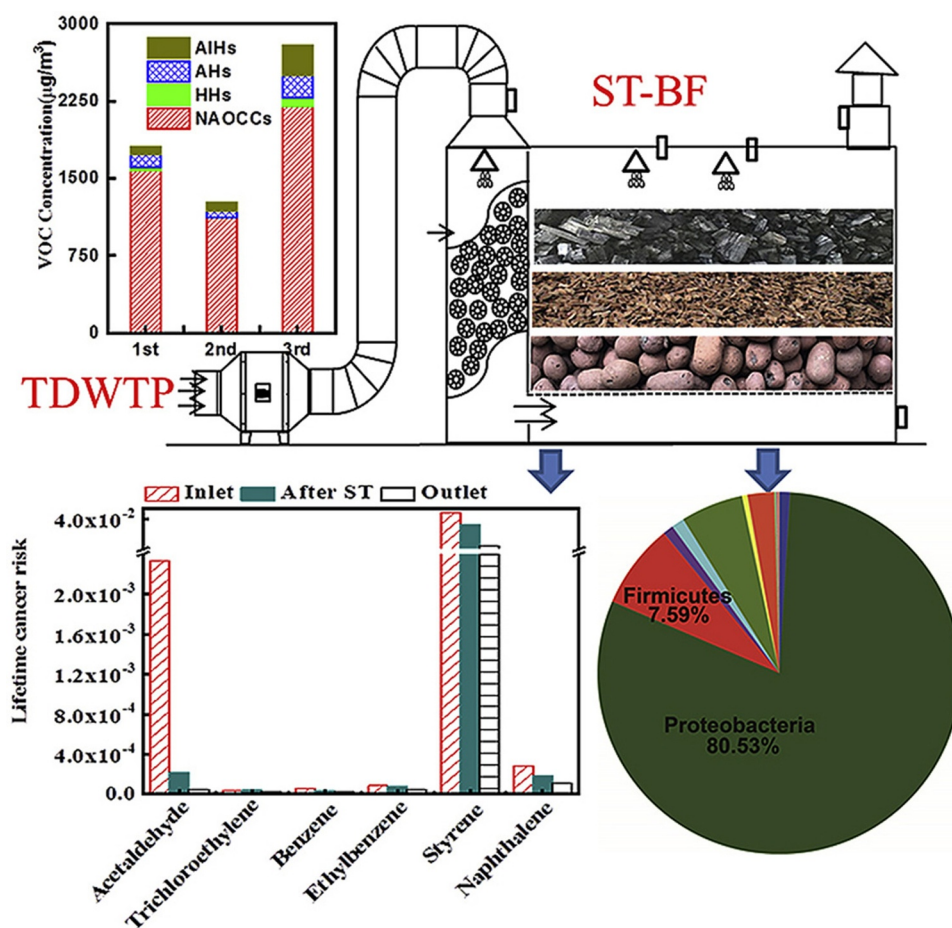 3000
2250
1500
750
0
VOC Concentration(μg/m³)
AlHs
AHs
HHs
NAOCCs
1st 2nd 3rd
ST-BF
TDWTP
Inlet After ST Outlet
4.0x10⁻²
2.0x10⁻³
1.6x10⁻³
1.2x10⁻³
8.0x10⁻⁴
4.0x10⁻⁴
0.0
Lifetime cancer risk
Acetaldehyde
Trichloroethylene
Benzene
Ethylbenzene
Styrene
Naphthalene
Firmicutes
7.59%
Proteobacteria
80.53%